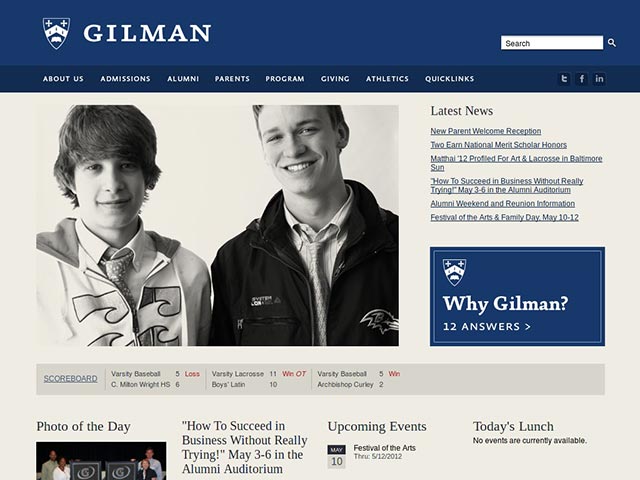 GILMAN
Search
ABOUT US ADMISSIONS ALUMNI PARENTS PROGRAM GIVING ATHLETICS QUICKLINKS
Latest News
New Parent Welcome Reception
Two Earn National Merit Scholar Honors
Matthai '12 Profiled For Art & Lacrosse in Baltimore
Sun
"How To Succeed in Business Without Really
Trying!" May 3-6 in the Alumni Auditorium
Alumni Weekend and Reunion Information
Festival of the Arts & Family Day, May 10-12
Why Gilman?
12 ANSWERS >
SCOREBOARD
Varsity Baseball 5 Loss
C. Milton Wright HS 6
Varsity Lacrosse 11 Win OT
Boys' Latin 10
Varsity Baseball 5 Win
Archbishop Curley 2
Photo of the Day
"How To Succeed in
Business Without Really
Trying!" May 3-6 in the
Alumni Auditorium
Upcoming Events
MAY
10
Festival of the Arts
Thru: 5/12/2012
Today's Lunch
No events are currently available.